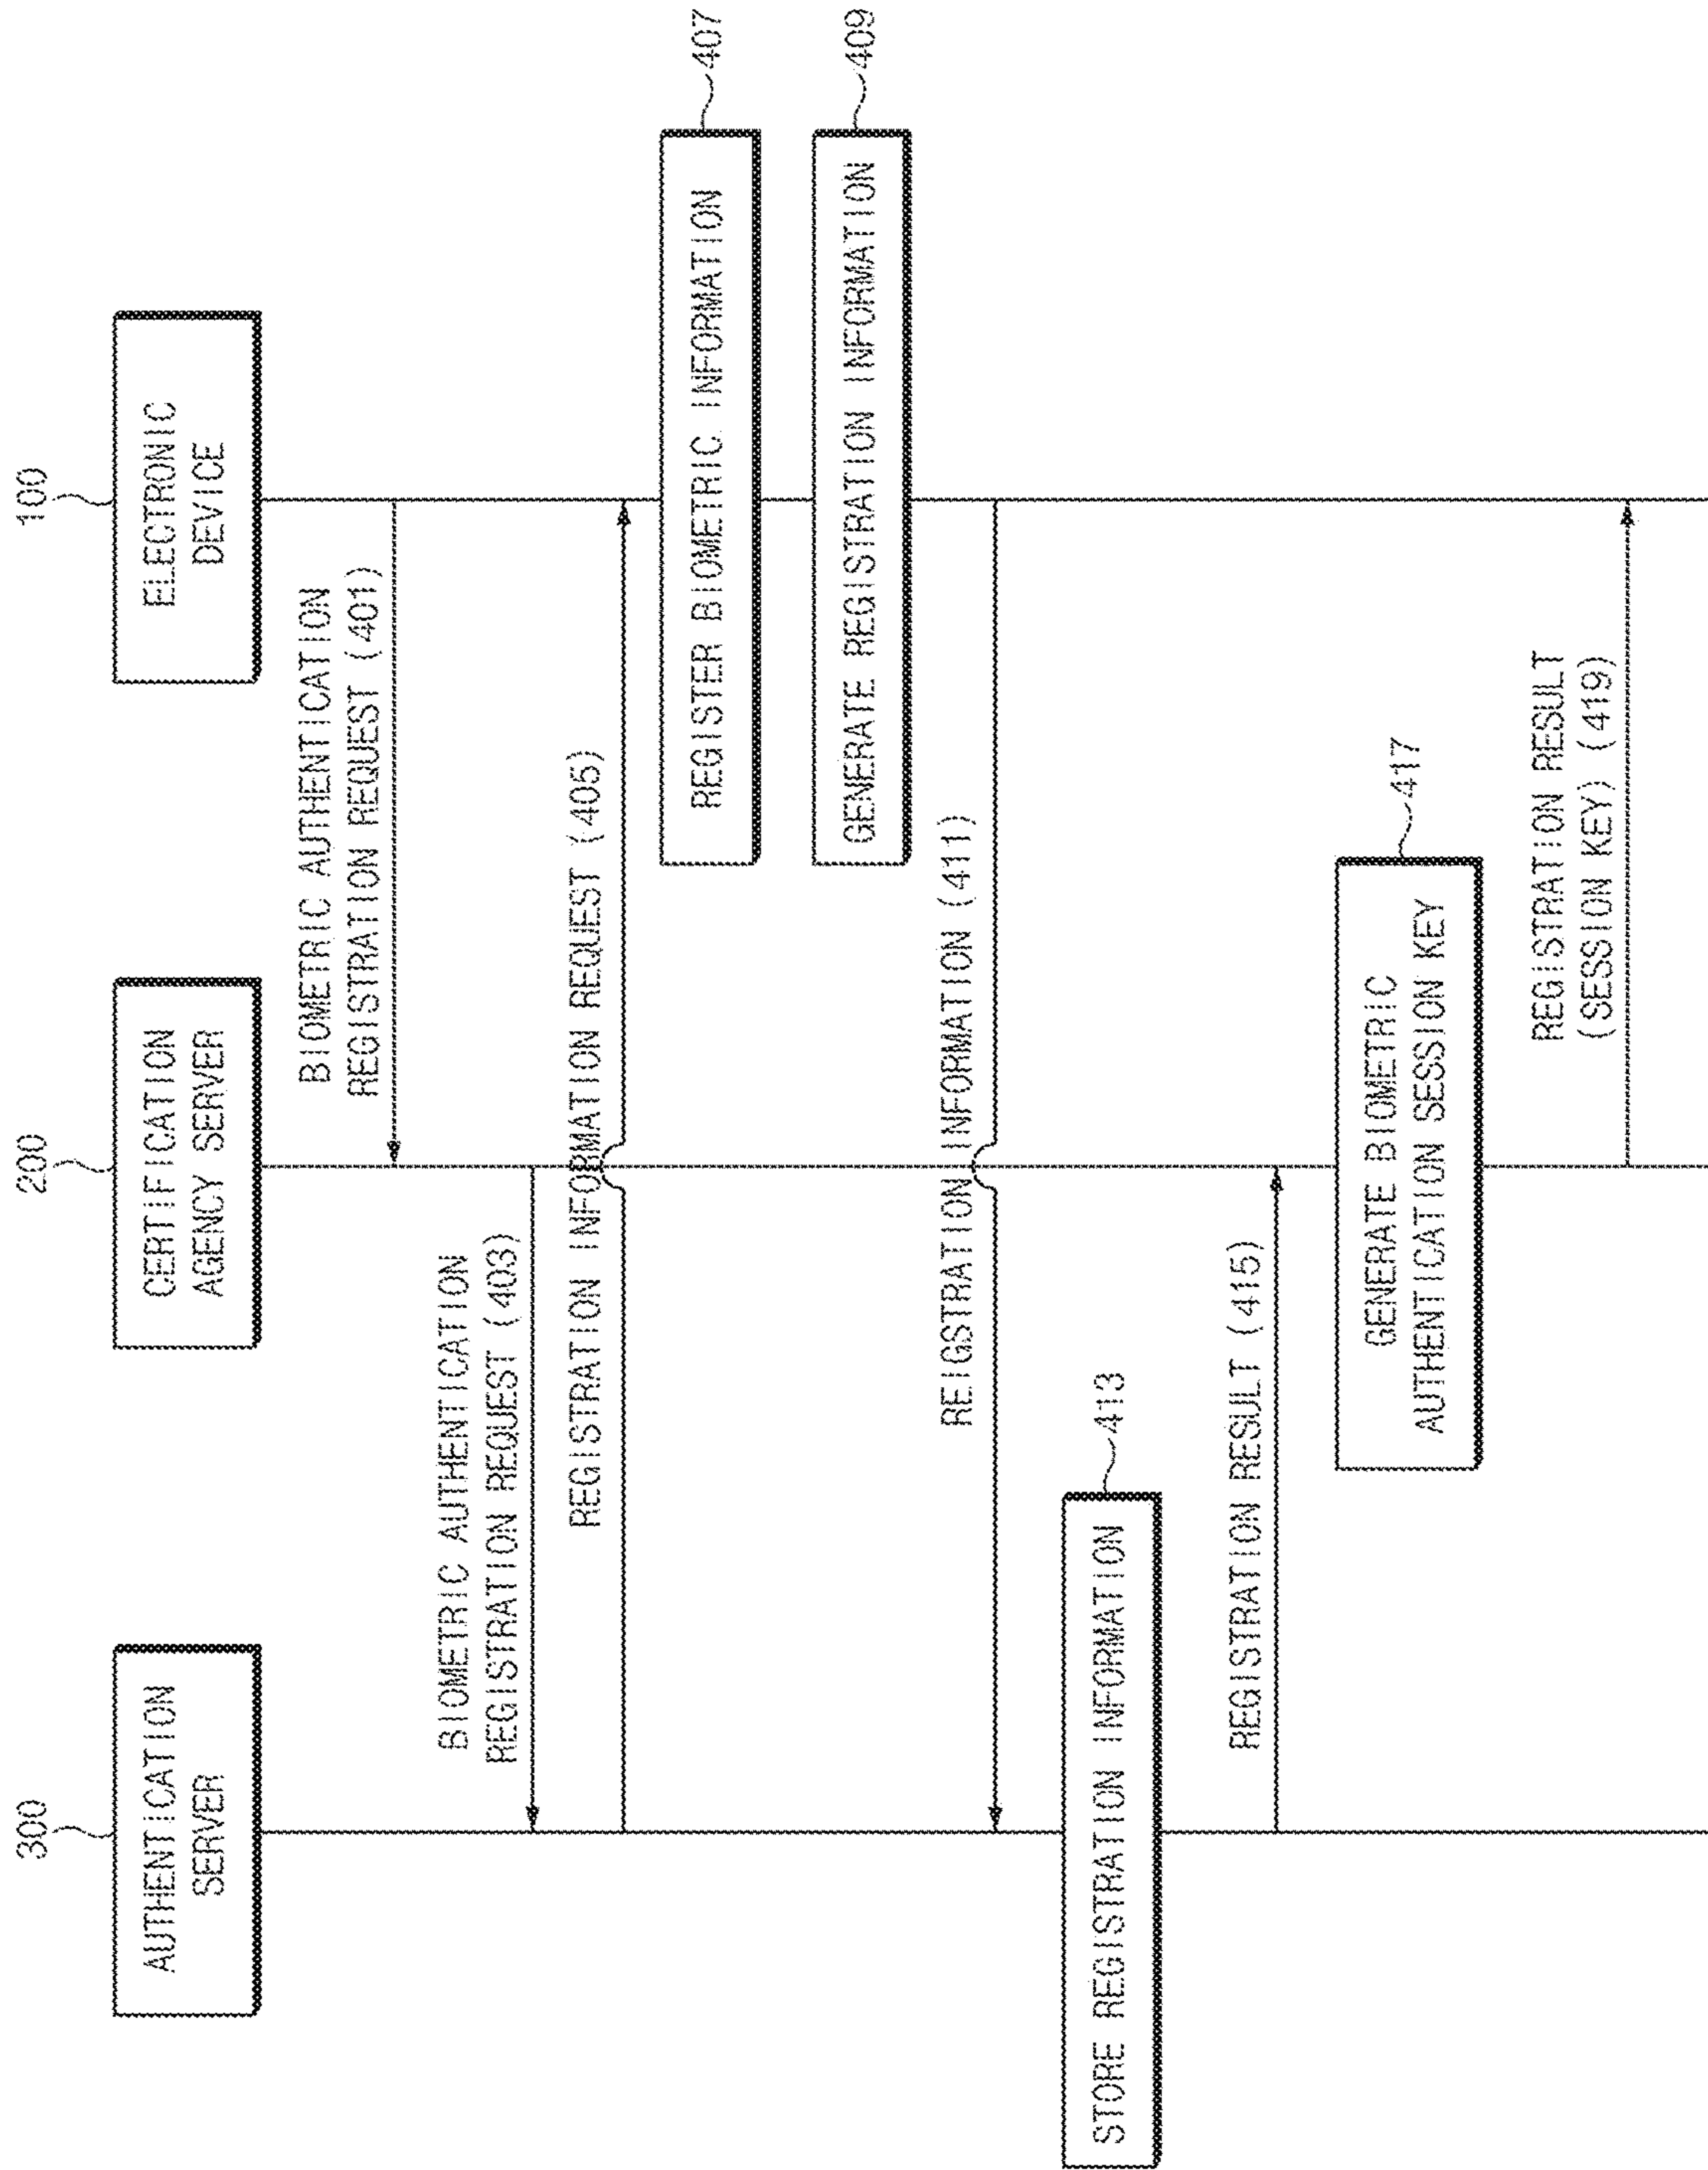 300
200
100
AUTHENTICATION
SERVER
CERTIFICATION
AGENCY SERVER
ELECTRONIC
DEVICE
BIOMETRIC AUTHENTICATION
REGISTRATION REQUEST (401)
BIOMETRIC AUTHENTICATION
REGISTRATION REQUEST (403)
REGISTRATION INFORMATION REQUEST (405)
REGISTER BIOMETRIC INFORMATION
407
GENERATE REGISTRATION INFORMATION
409
REIGSTRATION INFORMATION (411)
STORE REGISTRATION INFORMATION
413
REGISTRATION RESULT (415)
GENERATE BIOMETRIC
AUTHENTICATION SESSION KEY
417
REGISTRATION RESULT
(SESSION KEY) (419)